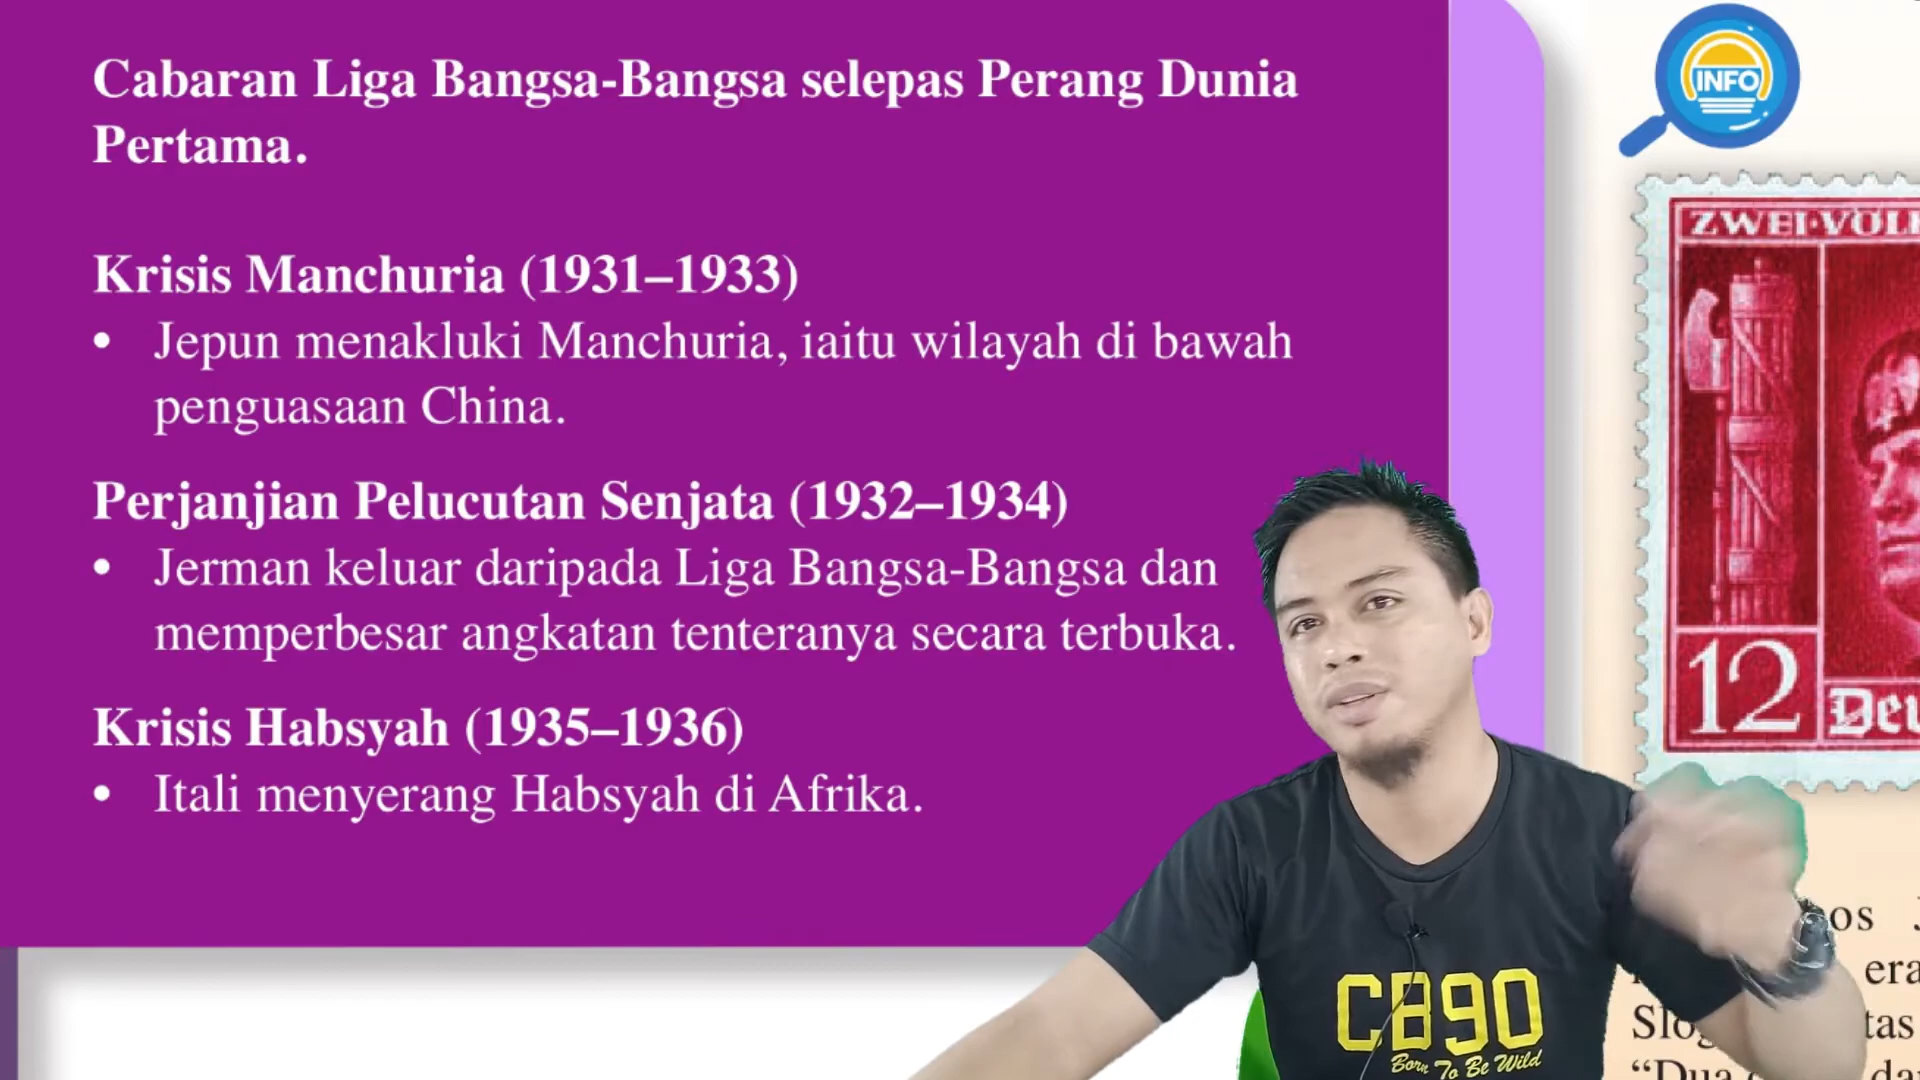 Cabaran Liga Bangsa-Bangsa selepas Perang Dunia
Pertama.
Krisis Manchuria (1931–1933)
• Jepun menakluki Manchuria, iaitu wilayah di bawah
penguasaan China.
Perjanjian Pelucutan Senjata (1932–1934)
• Jerman keluar daripada Liga Bangsa-Bangsa dan
memperbesar angkatan tenteranya secara terbuka.
Krisis Habsyah (1935–1936)
• Itali menyerang Habsyah di Afrika.
INFO
12
CB90
Born To Be Wild